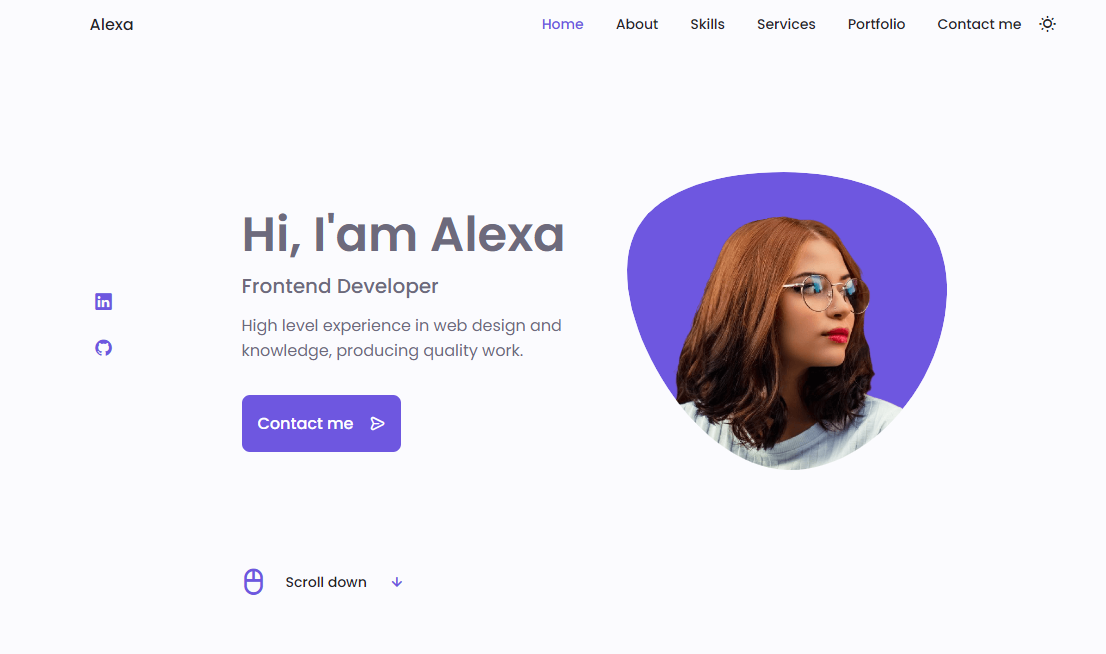 Alexa
Home About Skills Services Portfolio Contact me
Hi, I'am Alexa
Frontend Developer
High level experience in web design and
knowledge, producing quality work.
Contact me
Scroll down